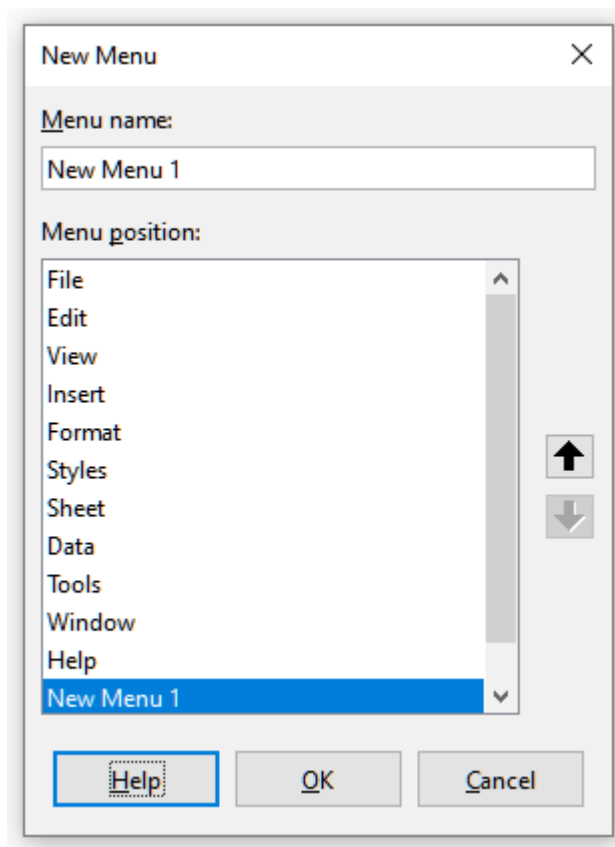 New Menu
Menu name:
New Menu 1
Menu position:
File
Edit
View
Insert
Format
Styles
Sheet
Data
Tools
Window
Help
New Menu 1
Help OK Cancel